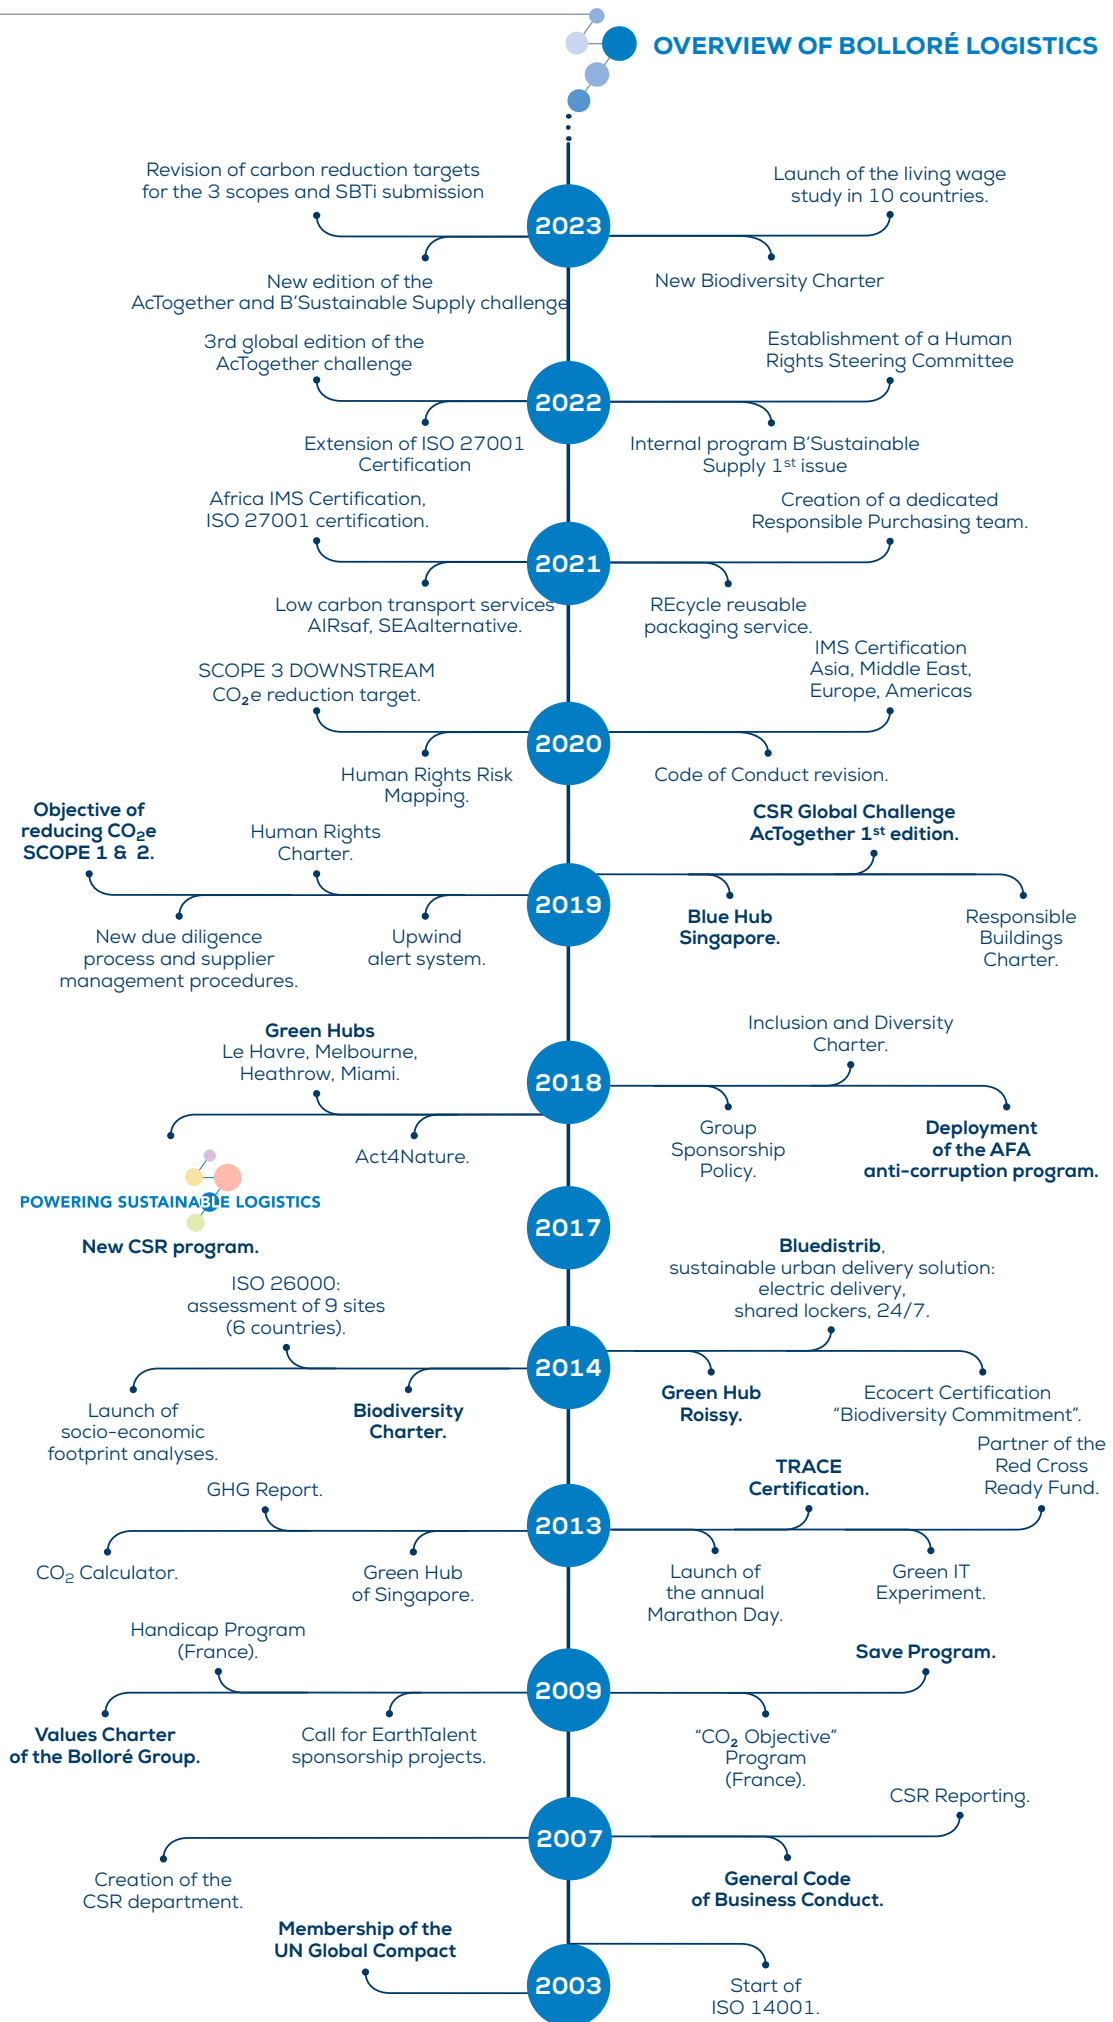 OVERVIEW OF BOLLORÉ LOGISTICS
Revision of carbon reduction targets
for the 3 scopes and SBTi submission
Launch of the living wage
study in 10 countries.
2023
New edition of the
AcTogether and B'Sustainable Supply challenge
New Biodiversity Charter
3rd global edition of the
AcTogether challenge
Establishment of a Human
Rights Steering Committee
2022
Extension of ISO 27001
Certification
Internal program B'Sustainable
Supply 1st issue
Africa IMS Certification,
ISO 27001 certification.
Creation of a dedicated
Responsible Purchasing team.
2021
Low carbon transport services
AIRsaf, SEAalternative.
REcycle reusable
packaging service.
SCOPE 3 DOWNSTREAM
CO₂e reduction target.
IMS Certification
Asia, Middle East,
Europe, Americas
2020
Human Rights Risk
Mapping.
Code of Conduct revision.
Objective of
reducing CO₂e
SCOPE 1 & 2.
Human Rights
Charter.
CSR Global Challenge
AcTogether 1st edition.
2019
New due diligence
process and supplier
management procedures.
Upwind
alert system.
Blue Hub
Singapore.
Responsible
Buildings
Charter.
Green Hubs
Le Havre, Melbourne,
Heathrow, Miami.
Inclusion and Diversity
Charter.
2018
Act4Nature.
Group
Sponsorship
Policy.
Deployment
of the AFA
anti-corruption program.
POWERING SUSTAINABLE LOGISTICS
New CSR program.
2017
ISO 26000:
assessment of 9 sites
(6 countries).
Bluedistrib,
sustainable urban delivery solution:
electric delivery,
shared lockers, 24/7.
2014
Launch of
socio-economic
footprint analyses.
Biodiversity
Charter.
Green Hub
Roissy.
Ecocert Certification
"Biodiversity Commitment".
GHG Report.
TRACE
Certification.
Partner of the
Red Cross
Ready Fund.
2013
CO₂ Calculator.
Green Hub
of Singapore.
Launch of
the annual
Marathon Day.
Green IT
Experiment.
Handicap Program
(France).
Save Program.
2009
Values Charter
of the Bolloré Group.
Call for EarthTalent
sponsorship projects.
"CO₂ Objective"
Program
(France).
CSR Reporting.
2007
Creation of the
CSR department.
General Code
of Business Conduct.
Membership of the
UN Global Compact
2003
Start of
ISO 14001.